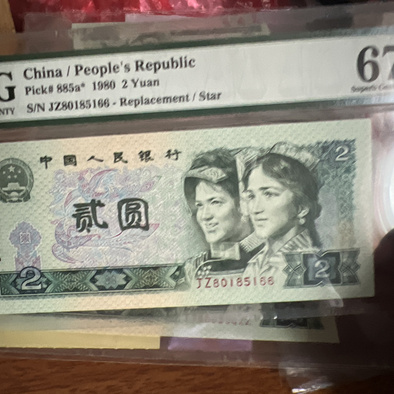 G
China / People's Republic
67
Pick# 885a* 1980 2 Yuan
S/N JZ80185166 - Replacement / Star
中国人民银行
2
贰圆
2
2
JZ80185166